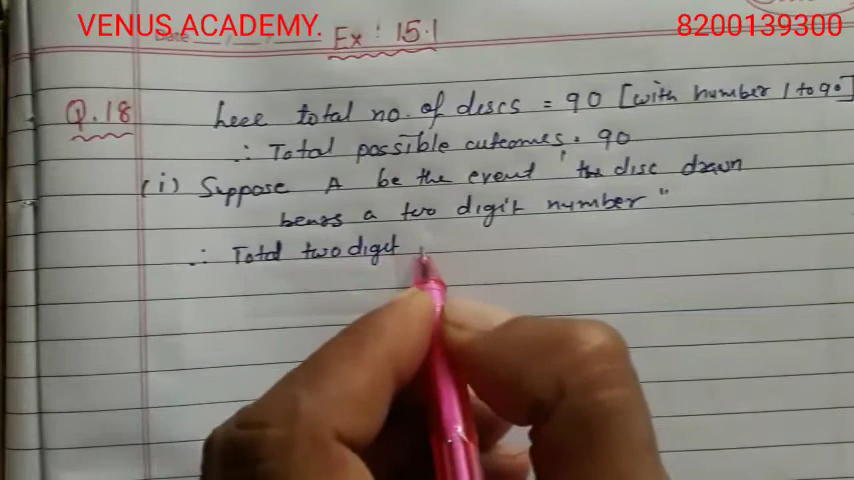 VENUS ACADEMY. 8200139300
Date Ex : 15.1
Q.18 here total no. of discs = 90 [with number 1 to 90]
∴ Total possible outcomes = 90
(i) Suppose A be the event "the disc drawn
bears a two digit number"
∴ Total two digit